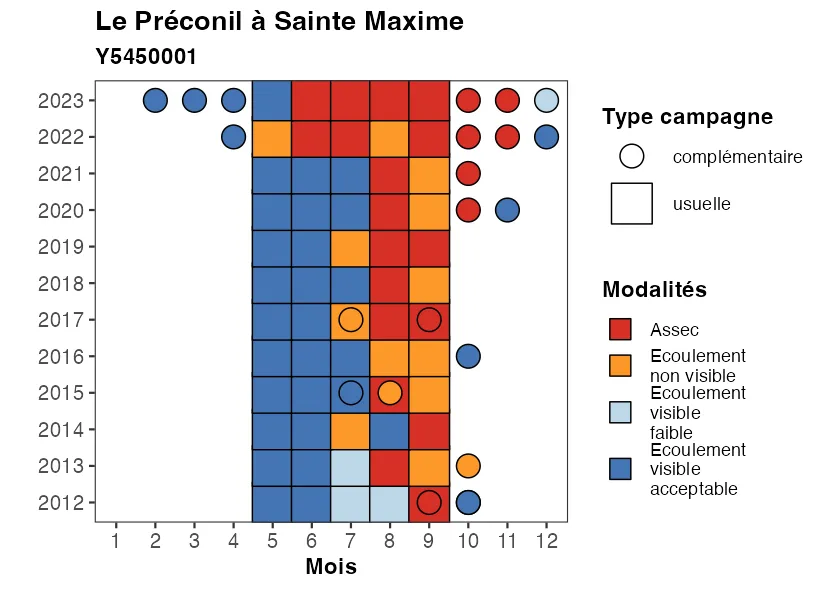 Le Préconil à Sainte Maxime
Y5450001
2023
2022
2021
2020
2019
2018
2017
2016
2015
2014
2013
2012
1 2 3 4 5 6 7 8 9 10 11 12
Mois
Type campagne
complémentaire
usuelle
Modalités
Assec
Ecoulement
non visible
Ecoulement
visible
faible
Ecoulement
visible
acceptable